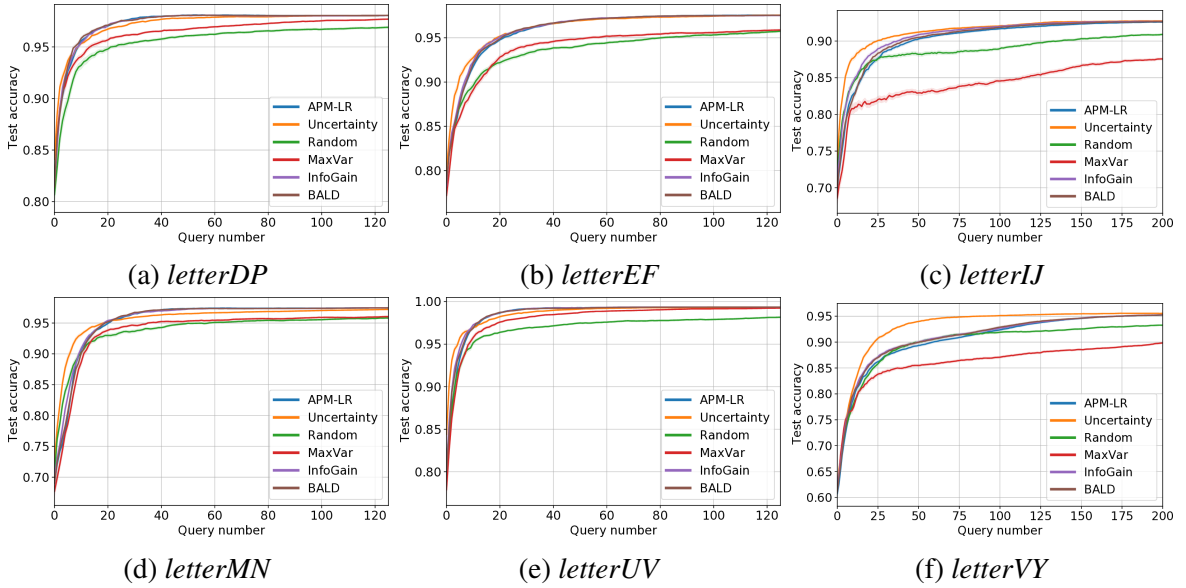 Test accuracy
0.95
0.90
0.85
0.80
0 20 40 60 80 100 120
Query number
APM-LR
Uncertainty
Random
MaxVar
InfoGain
BALD
(a) letterDP
Test accuracy
0.95
0.90
0.85
0.80
0 20 40 60 80 100 120
Query number
APM-LR
Uncertainty
Random
MaxVar
InfoGain
BALD
(b) letterEF
Test accuracy
0.90
0.85
0.80
0.75
0.70
0 25 50 75 100 125 150 175 200
Query number
APM-LR
Uncertainty
Random
MaxVar
InfoGain
BALD
(c) letterIJ
Test accuracy
0.95
0.90
0.85
0.80
0.75
0.70
0 20 40 60 80 100 120
Query number
APM-LR
Uncertainty
Random
MaxVar
InfoGain
BALD
(d) letterMN
Test accuracy
1.00
0.95
0.90
0.85
0.80
0 20 40 60 80 100 120
Query number
APM-LR
Uncertainty
Random
MaxVar
InfoGain
BALD
(e) letterUV
Test accuracy
0.95
0.90
0.85
0.80
0.75
0.70
0.65
0.60
0 25 50 75 100 125 150 175 200
Query number
APM-LR
Uncertainty
Random
MaxVar
InfoGain
BALD
(f) letterVY